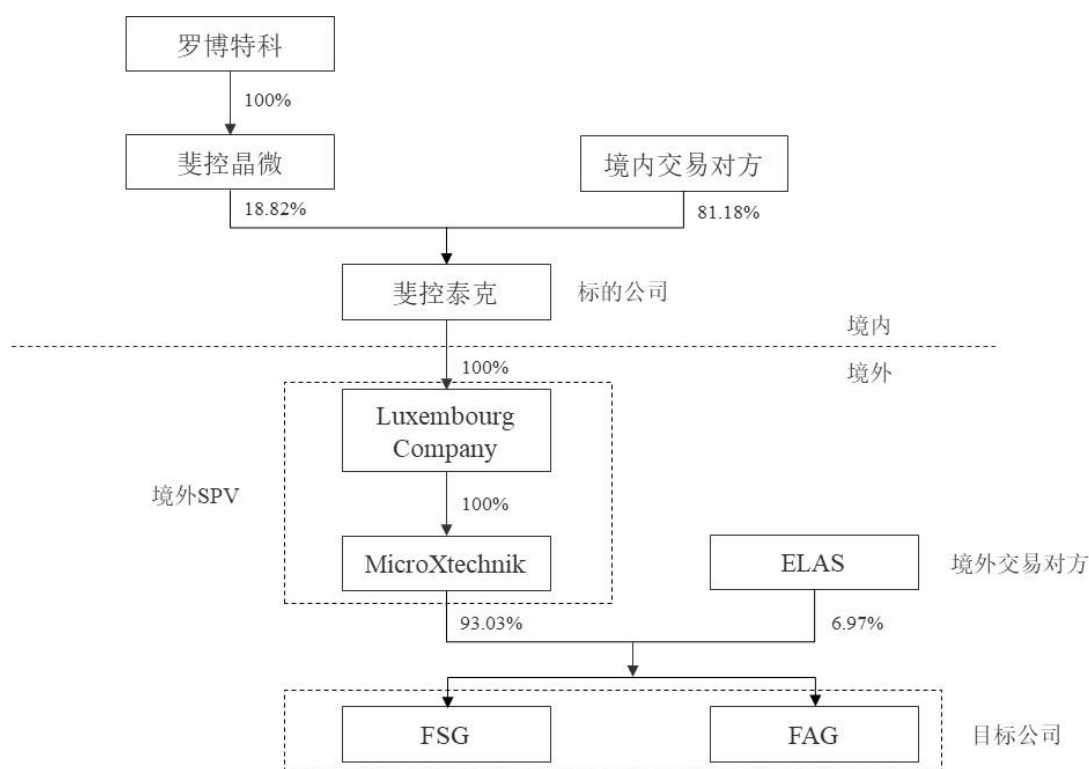 罗博特科
100%
斐控晶微
境内交易对方
18.82%
81.18%
斐控泰克
标的公司
境内
100%
境外
Luxembourg
Company
境外SPV
100%
MicroXtechnik
ELAS
境外交易对方
93.03%
6.97%
FSG
FAG
目标公司